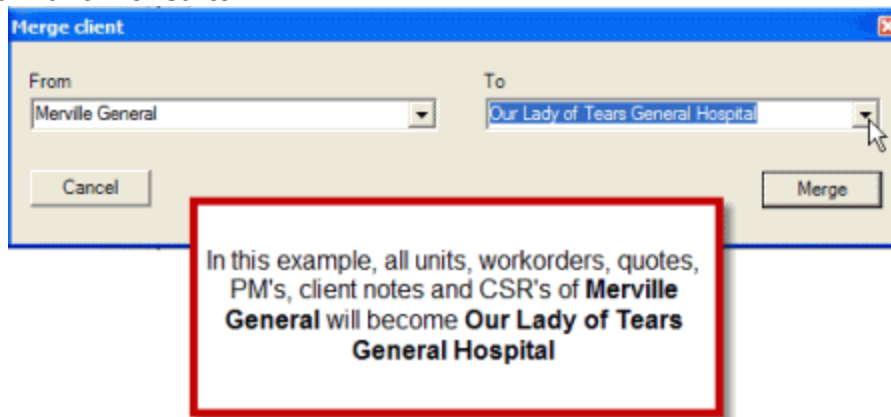 Merge client
From
To
Merville General
Our Lady of Tears General Hospital
Cancel
Merge
In this example, all units, workorders, quotes,
PM's, client notes and CSR's of Merville
General will become Our Lady of Tears
General Hospital